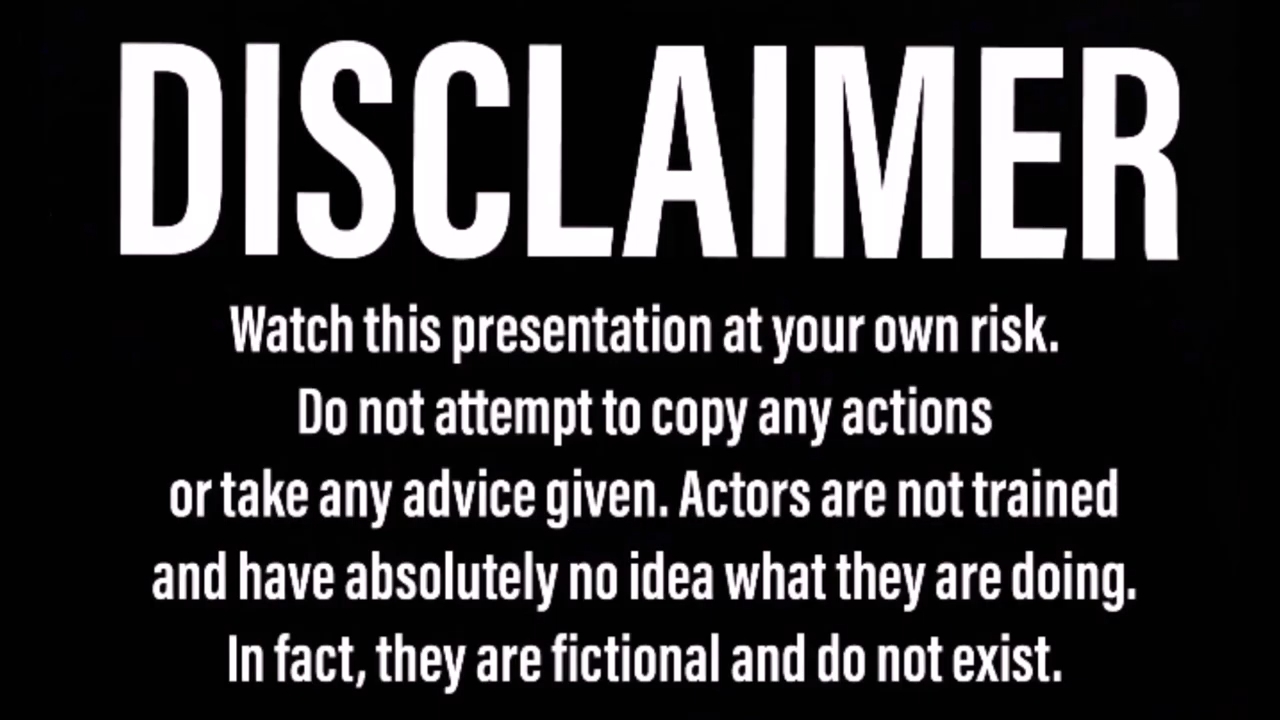 DISCLAIMER
Watch this presentation at your own risk.
Do not attempt to copy any actions
or take any advice given. Actors are not trained
and have absolutely no idea what they are doing.
In fact, they are fictional and do not exist.